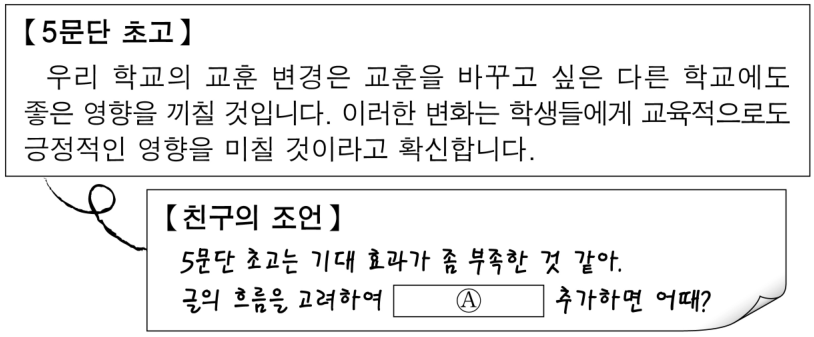 【5문단 초고】
우리 학교의 교훈 변경은 교훈을 바꾸고 싶은 다른 학교에도
좋은 영향을 끼칠 것입니다. 이러한 변화는 학생들에게 교육적으로도
긍정적인 영향을 미칠 것이라고 확신합니다.
【친구의 조언】
5문단 초고는 기대 효과가 좀 부족한 것 같아.
글의 흐름을 고려하여 Ⓐ 추가하면 어때?